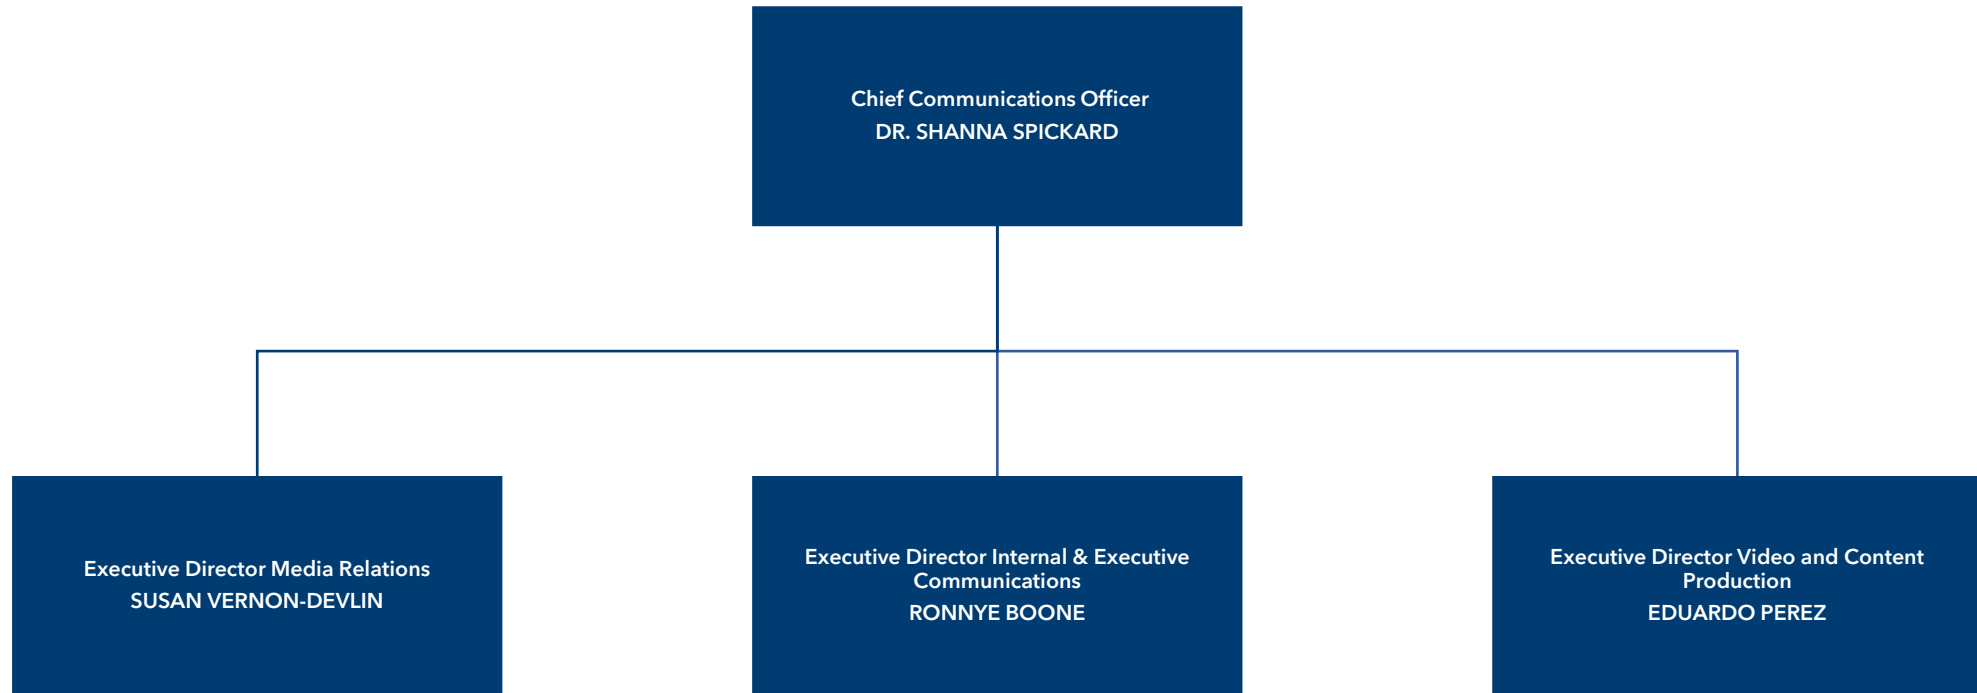 Chief Communications Officer
DR. SHANNA SPICKARD
Executive Director Media Relations
SUSAN VERNON-DEVLIN
Executive Director Internal & Executive
Communications
RONNYE BOONE
Executive Director Video and Content
Production
EDUARDO PEREZ